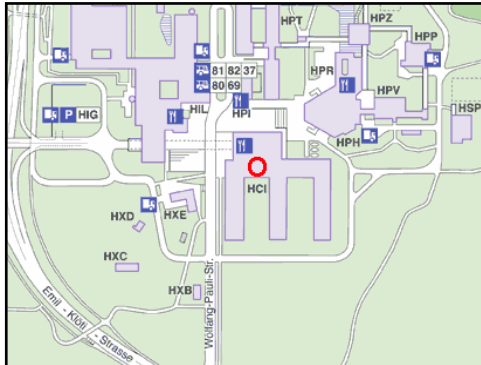 HPT
HPZ
HPP
HPR
81 82 37
80 69
HPV
HIL
HPI
P HIG
HSP
HPH
HCI
HXE
HXD
HXC
HXB
Wolfgang-Pauli-Str.
Emil - Klöti - Strasse